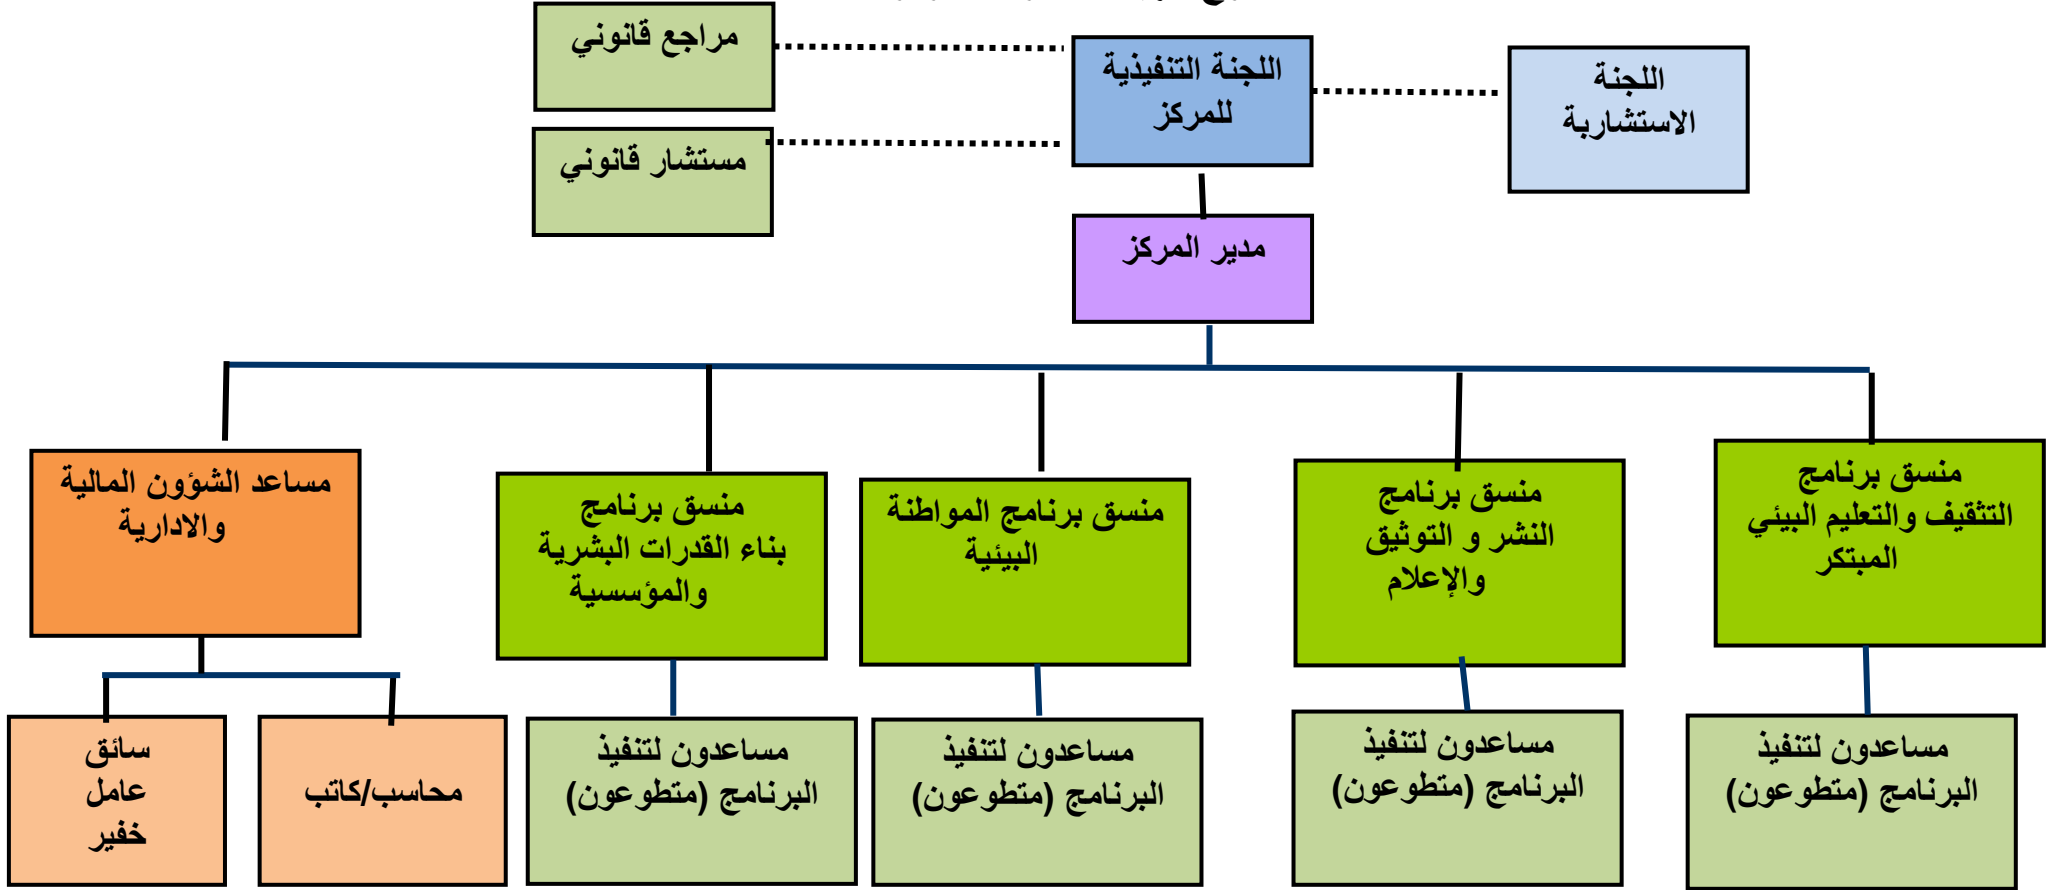 مراجع قانوني
اللجنة التنفيذية
للمركز
اللجنة
الاستشاربة
مستشار قانوني
مدير المركز
منسق برنامج
التثقيف والتعليم البيئي
المبتكر
منسق برنامج
النشر و التوثيق
والإعلام
منسق برنامج المواطنة
البيئية
منسق برنامج
بناء القدرات البشرية
والمؤسسية
مساعد الشؤون المالية
والادارية
مساعدون لتنفيذ
البرنامج (متطوعون)
مساعدون لتنفيذ
البرنامج (متطوعون)
مساعدون لتنفيذ
البرنامج (متطوعون)
مساعدون لتنفيذ
البرنامج (متطوعون)
محاسب/كاتب
سائق
عامل
خفير